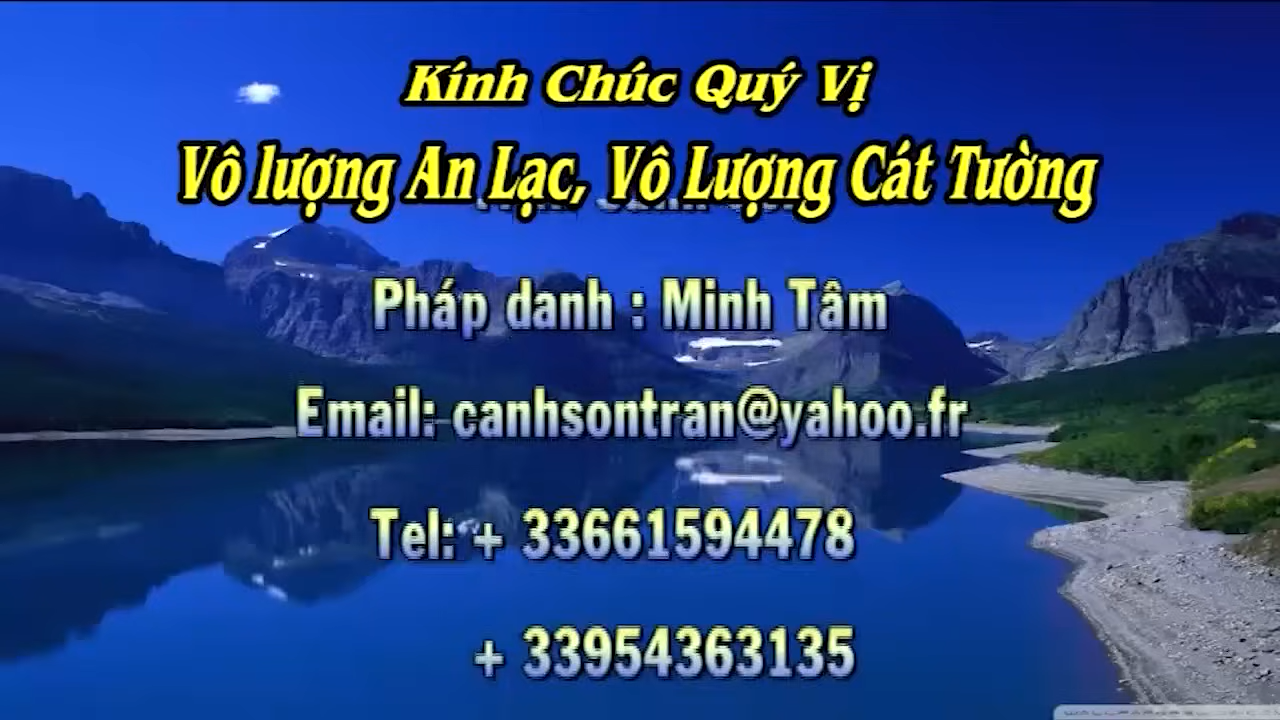 Kính Chúc Quý Vị
Vô lượng An Lạc, Vô Lượng Cát Tường
Pháp danh : Minh Tâm
Email: canhsontran@yahoo.fr
Tel: + 33661594478
+ 33954363135